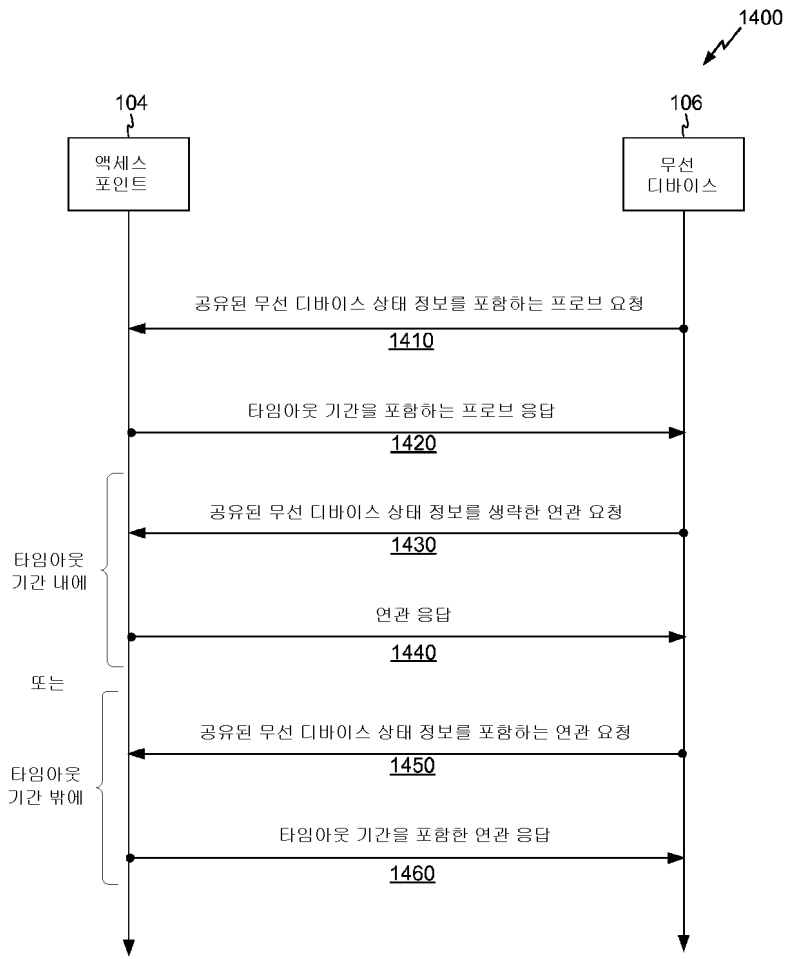 1400
104
106
액세스
포인트
무선
디바이스
공유된 무선 디바이스 상태 정보를 포함하는 프로브 요청
1410
타임아웃 기간을 포함하는 프로브 응답
1420
공유된 무선 디바이스 상태 정보를 생략한 연관 요청
1430
타임아웃
기간 내에
연관 응답
1440
또는
공유된 무선 디바이스 상태 정보를 포함하는 연관 요청
1450
타임아웃
기간 밖에
타임아웃 기간을 포함한 연관 응답
1460